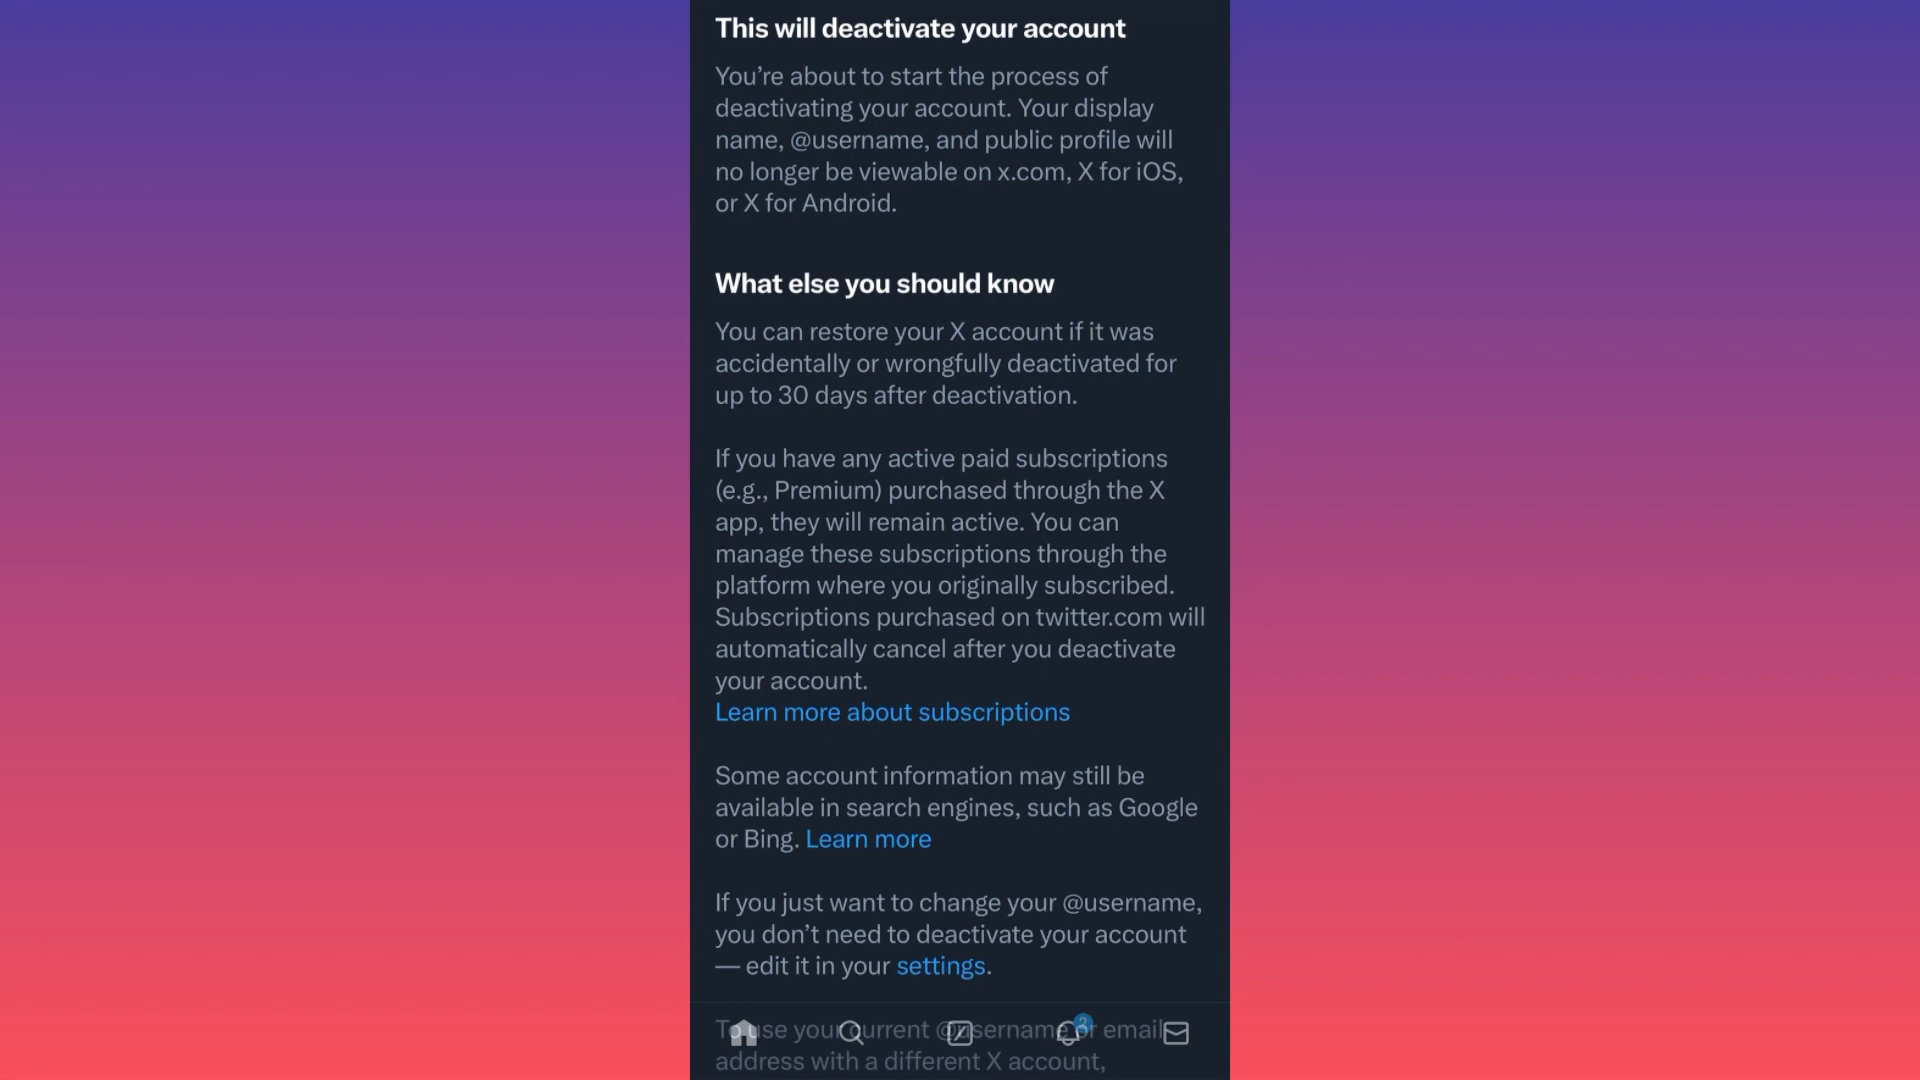 This will deactivate your account
You’re about to start the process of
deactivating your account. Your display
name, @username, and public profile will
no longer be viewable on x.com, X for iOS,
or X for Android.
What else you should know
You can restore your X account if it was
accidentally or wrongfully deactivated for
up to 30 days after deactivation.
If you have any active paid subscriptions
(e.g., Premium) purchased through the X
app, they will remain active. You can
manage these subscriptions through the
platform where you originally subscribed.
Subscriptions purchased on twitter.com will
automatically cancel after you deactivate
your account.
Learn more about subscriptions
Some account information may still be
available in search engines, such as Google
or Bing. Learn more
If you just want to change your @username,
you don’t need to deactivate your account
— edit it in your settings.
To use your current @username or email
2
address with a different X account,